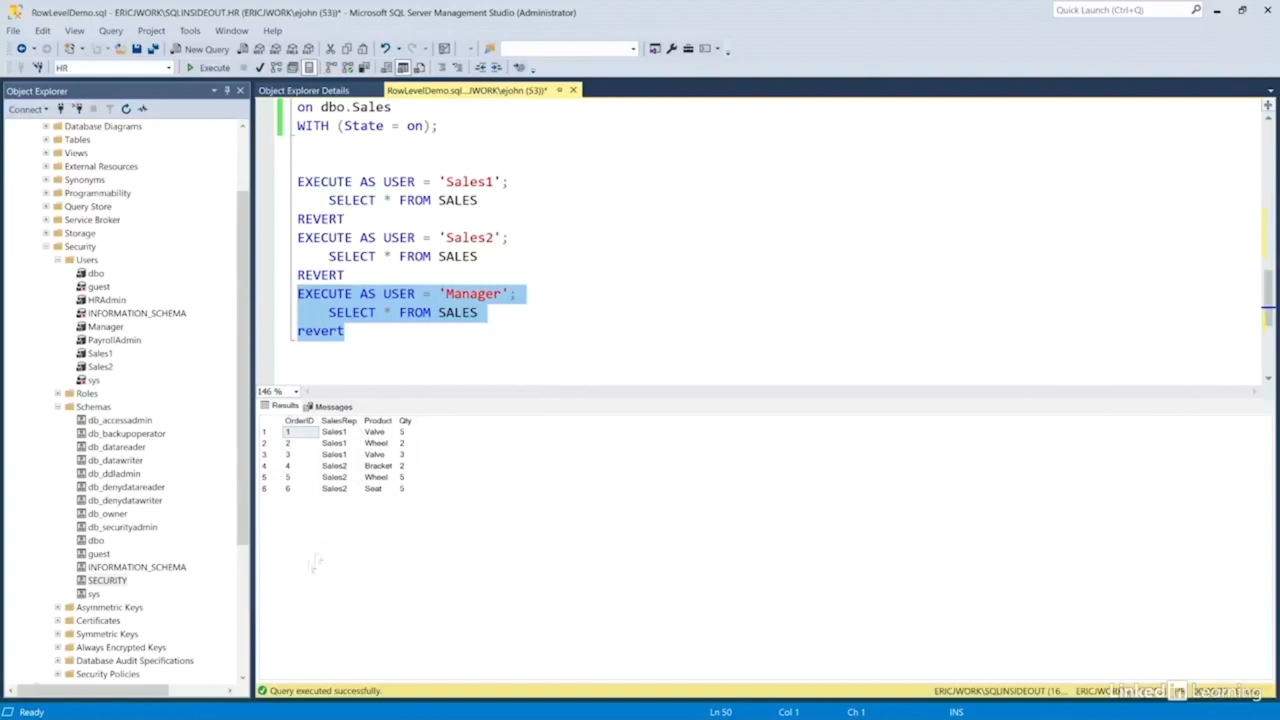 RowLevelDemo.sql - ERICJWORK\SQLINSIDEOUT.HR (ERICJWORK\ejohn (53))* - Microsoft SQL Server Management Studio (Administrator)
Quick Launch (Ctrl+Q)
File Edit View Query Project Tools Window Help
New Query
HR Execute
Object Explorer
Object Explorer Details RowLevelDemo.sql...JWORK\ejohn (53))*
Connect
Database Diagrams
Tables
Views
External Resources
Synonyms
Programmability
Query Store
Service Broker
Storage
Security
Users
dbo
guest
HRAdmin
INFORMATION_SCHEMA
Manager
PayrollAdmin
Sales1
Sales2
sys
Roles
Schemas
db_accessadmin
db_backupoperator
db_datareader
db_datawriter
db_ddladmin
db_denydatareader
db_denydatawriter
db_owner
db_securityadmin
dbo
guest
INFORMATION_SCHEMA
SECURITY
sys
Asymmetric Keys
Certificates
Symmetric Keys
Always Encrypted Keys
Database Audit Specifications
Security Policies
on dbo.Sales
WITH (State = on);
EXECUTE AS USER = 'Sales1';
SELECT * FROM SALES
REVERT
EXECUTE AS USER = 'Sales2';
SELECT * FROM SALES
REVERT
EXECUTE AS USER = 'Manager';
SELECT * FROM SALES
revert
146 %
Results Messages
OrderID SalesRep Product Qty
1 1 Sales1 Valve 5
2 2 Sales1 Wheel 2
3 3 Sales1 Valve 3
4 4 Sales2 Bracket 2
5 5 Sales2 Wheel 5
6 6 Sales2 Seat 5
Query executed successfully.
ERICJWORK\SQLINSIDEOUT (16...
Linked in Learning
Ready
Ln 50 Col 1 Ch 1 INS